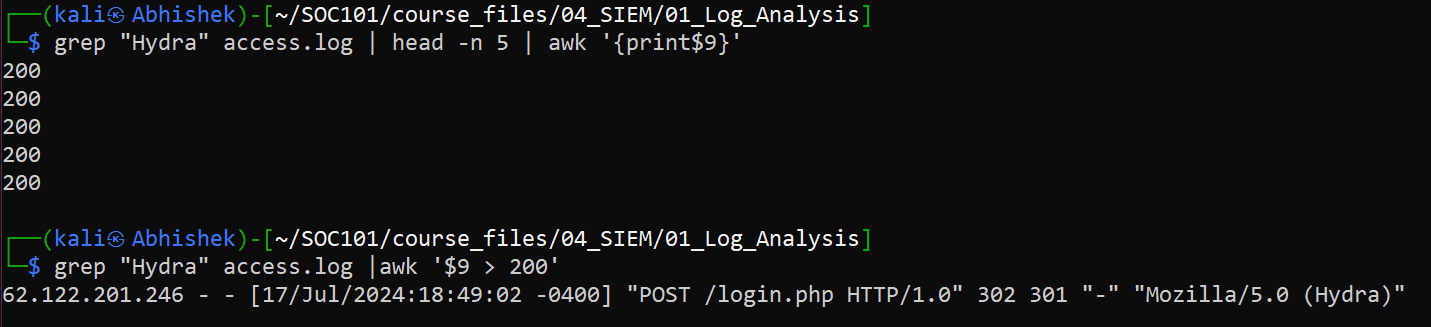 ┌──(kali㉿Abhishek)-[~/SOC101/course_files/04_SIEM/01_Log_Analysis]
└─$ grep "Hydra" access.log | head -n 5 | awk '{print$9}'
200
200
200
200
200
┌──(kali㉿Abhishek)-[~/SOC101/course_files/04_SIEM/01_Log_Analysis]
└─$ grep "Hydra" access.log |awk '$9 > 200'
62.122.201.246 - - [17/Jul/2024:18:49:02 -0400] "POST /login.php HTTP/1.0" 302 301 "-" "Mozilla/5.0 (Hydra)"